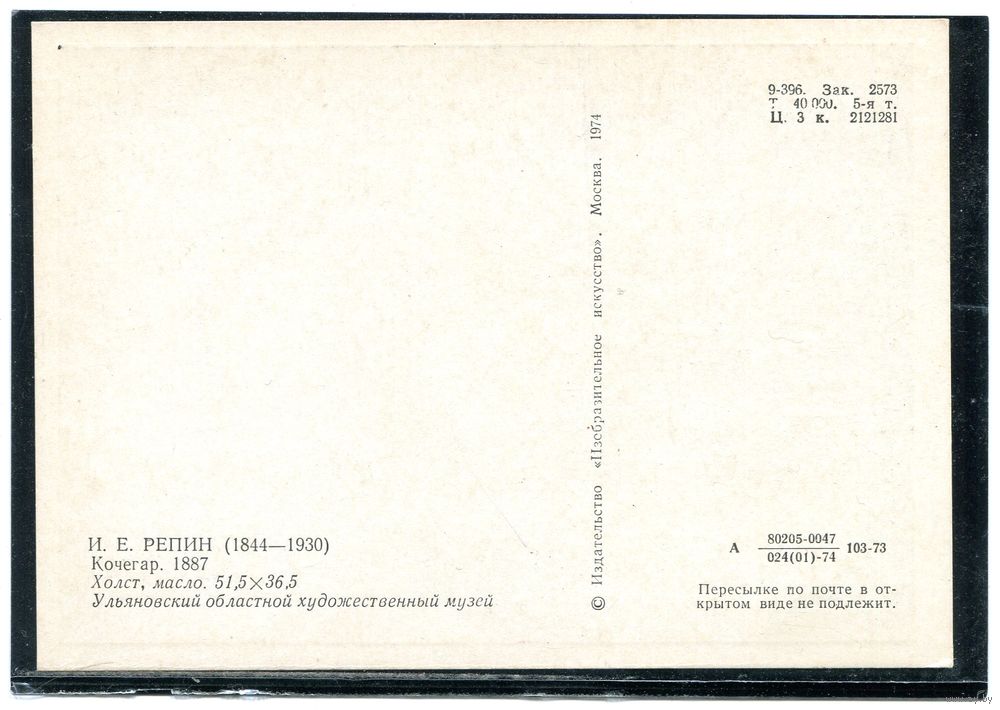 9-396. Зак. 2573
Т 40 000. 5-я т.
Ц. 3 к. 2121281
© Издательство «Изобразительное искусство». Москва. 1974
И. Е. РЕПИН (1844—1930)
Кочегар. 1887
Холст, масло. 51,5×36,5
Ульяновский областной художественный музей
А 80205-0047 103-73
024(01)-74
Пересылке по почте в от-
крытом виде не подлежит.